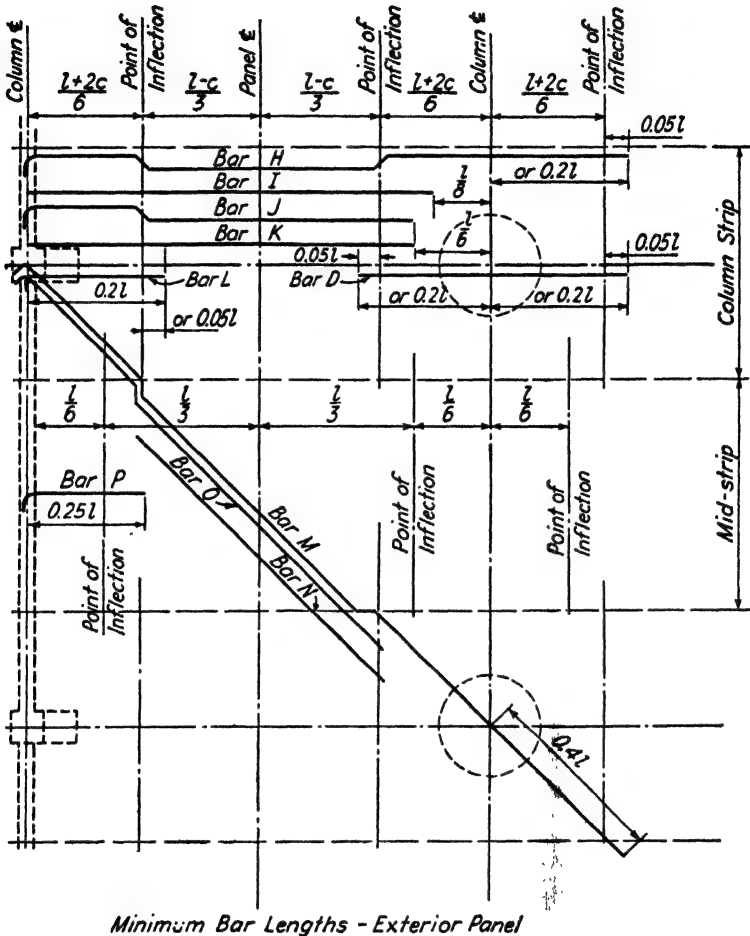 Column ℄
Point of
Inflection
Panel ℄
Point of
Inflection
Column ℄
Point of
Inflection
l+2c
6
l-c
3
l-c
3
l+2c
6
l+2c
6
0.05l
Bar H
Bar I
l
8
or 0.2l
Bar J
Bar K
l
6
0.05l
0.05l
Bar L
Bar D
0.2l
or 0.2l
or 0.2l
or 0.05l
Column Strip
l
6
l
3
l
3
l
6
l
6
Bar P
0.25l
Bar O
Bar M
Bar N
Point of
Inflection
Point of
Inflection
Point of
Inflection
Mid-strip
0.4l
Minimum Bar Lengths - Exterior Panel